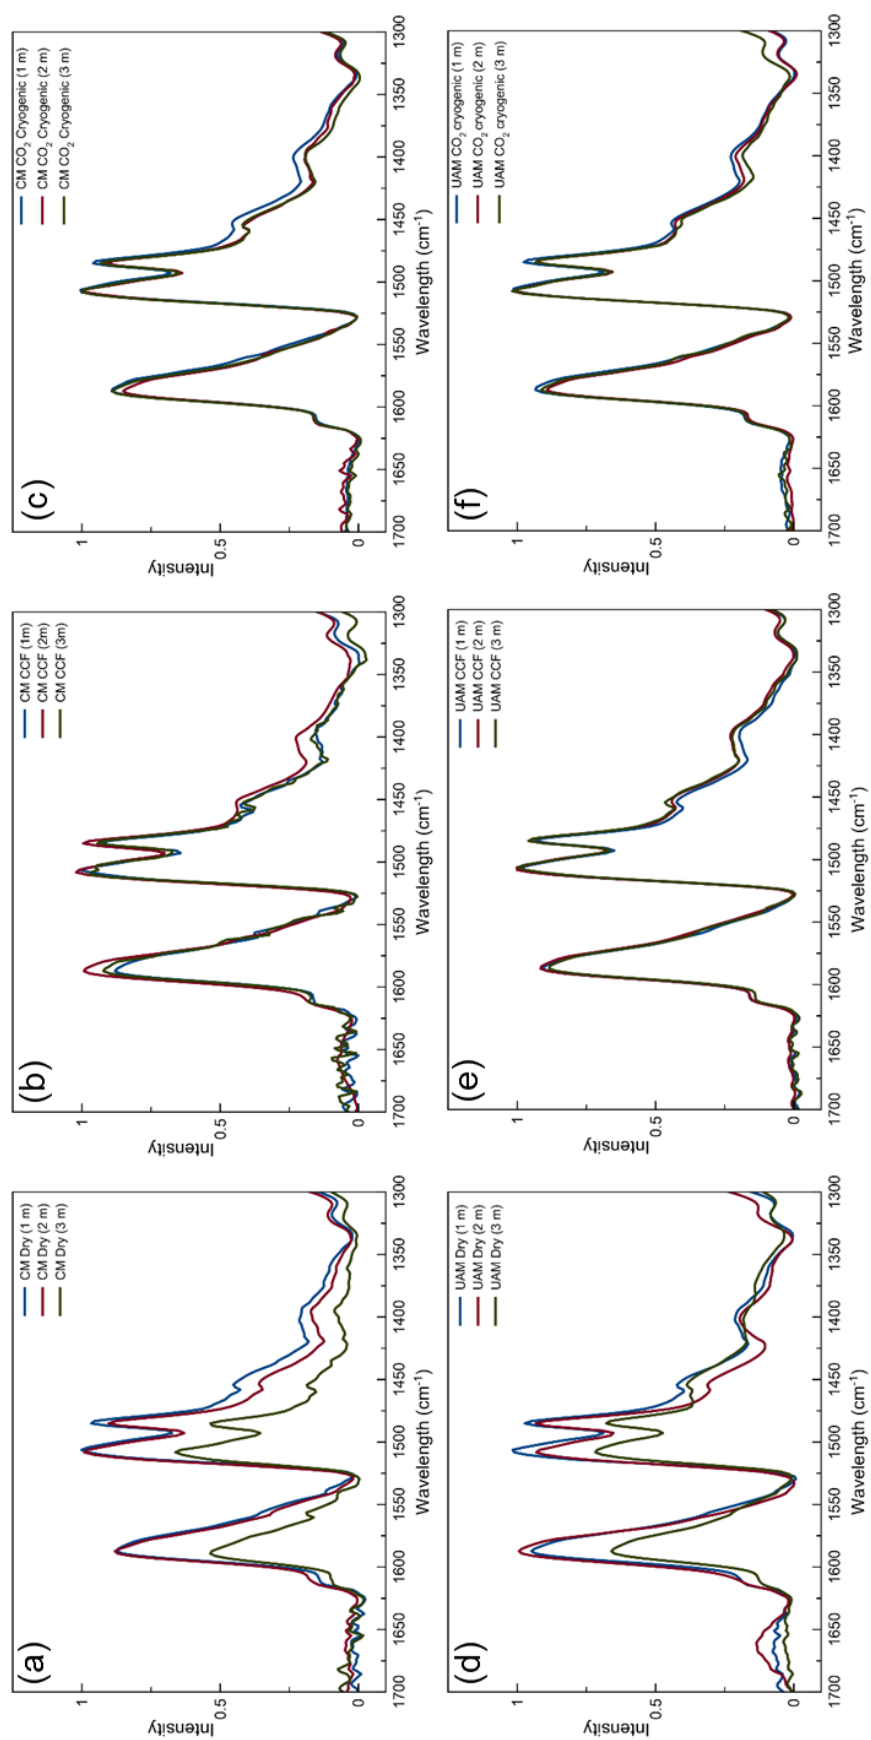 (a)
CM Dry (1 m)
CM Dry (2 m)
CM Dry (3 m)
Intensity
1
0.5
0
1700 1650 1600 1550 1500 1450 1400 1350 1300
Wavelength (cm⁻¹)
(b)
CM CCF (1m)
CM CCF (2m)
CM CCF (3m)
Intensity
1
0.5
0
1700 1650 1600 1550 1500 1450 1400 1350 1300
Wavelength (cm⁻¹)
(c)
CM CO₂ Cryogenic (1 m)
CM CO₂ Cryogenic (2 m)
CM CO₂ Cryogenic (3 m)
Intensity
1
0.5
0
1700 1650 1600 1550 1500 1450 1400 1350 1300
Wavelength (cm⁻¹)
(d)
UAM Dry (1 m)
UAM Dry (2 m)
UAM Dry (3 m)
Intensity
1
0.5
0
1700 1650 1600 1550 1500 1450 1400 1350 1300
Wavelength (cm⁻¹)
(e)
UAM CCF (1 m)
UAM CCF (2 m)
UAM CCF (3 m)
Intensity
1
0.5
0
1700 1650 1600 1550 1500 1450 1400 1350 1300
Wavelength (cm⁻¹)
(f)
UAM CO₂ cryogenic (1 m)
UAM CO₂ cryogenic (2 m)
UAM CO₂ cryogenic (3 m)
Intensity
1
0.5
0
1700 1650 1600 1550 1500 1450 1400 1350 1300
Wavelength (cm⁻¹)